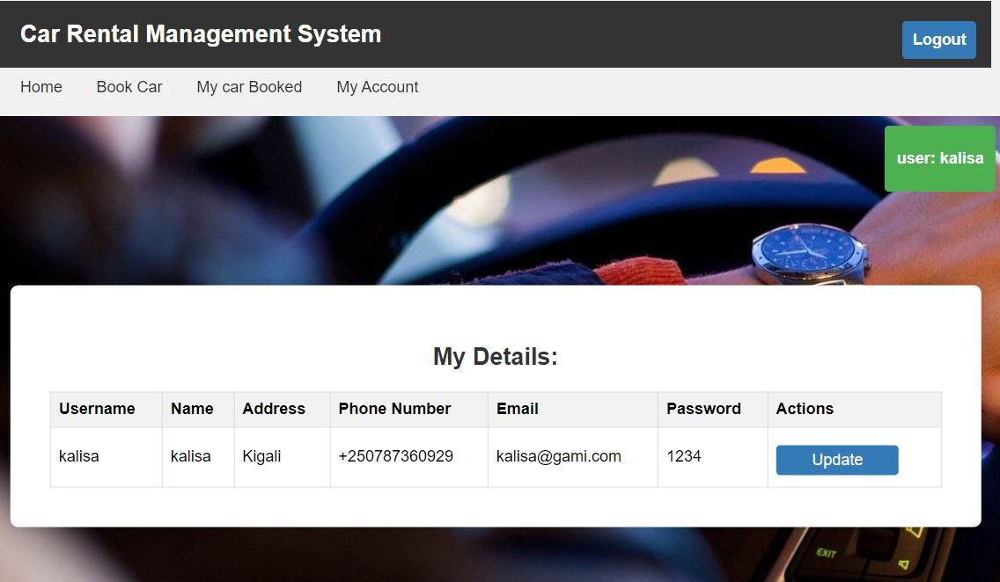 Car Rental Management System
Logout
Home Book Car My car Booked My Account
user: kalisa
My Details:
Username Name Address Phone Number Email Password Actions
kalisa kalisa Kigali +250787360929 kalisa@gami.com 1234 Update
EXIT